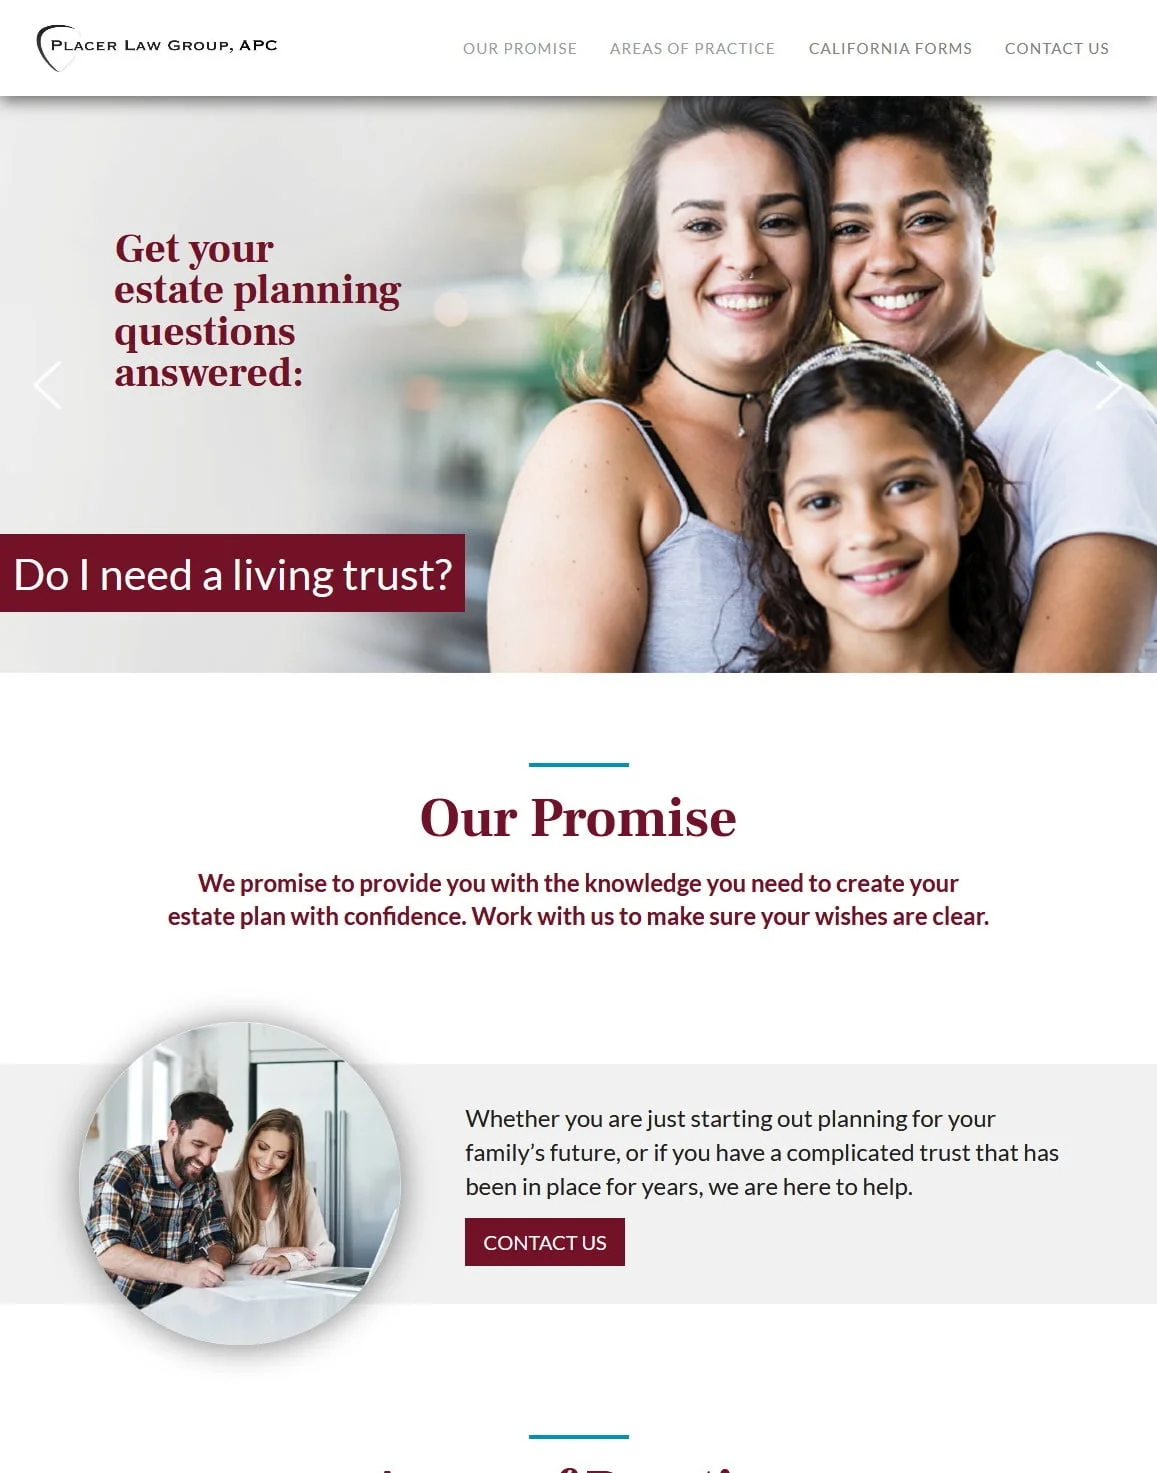 PLACER LAW GROUP, APC
OUR PROMISE
AREAS OF PRACTICE
CALIFORNIA FORMS
CONTACT US
Get your
estate planning
questions
answered:
Do I need a living trust?
Our Promise
We promise to provide you with the knowledge you need to create your
estate plan with confidence. Work with us to make sure your wishes are clear.
Whether you are just starting out planning for your
family’s future, or if you have a complicated trust that has
been in place for years, we are here to help.
CONTACT US